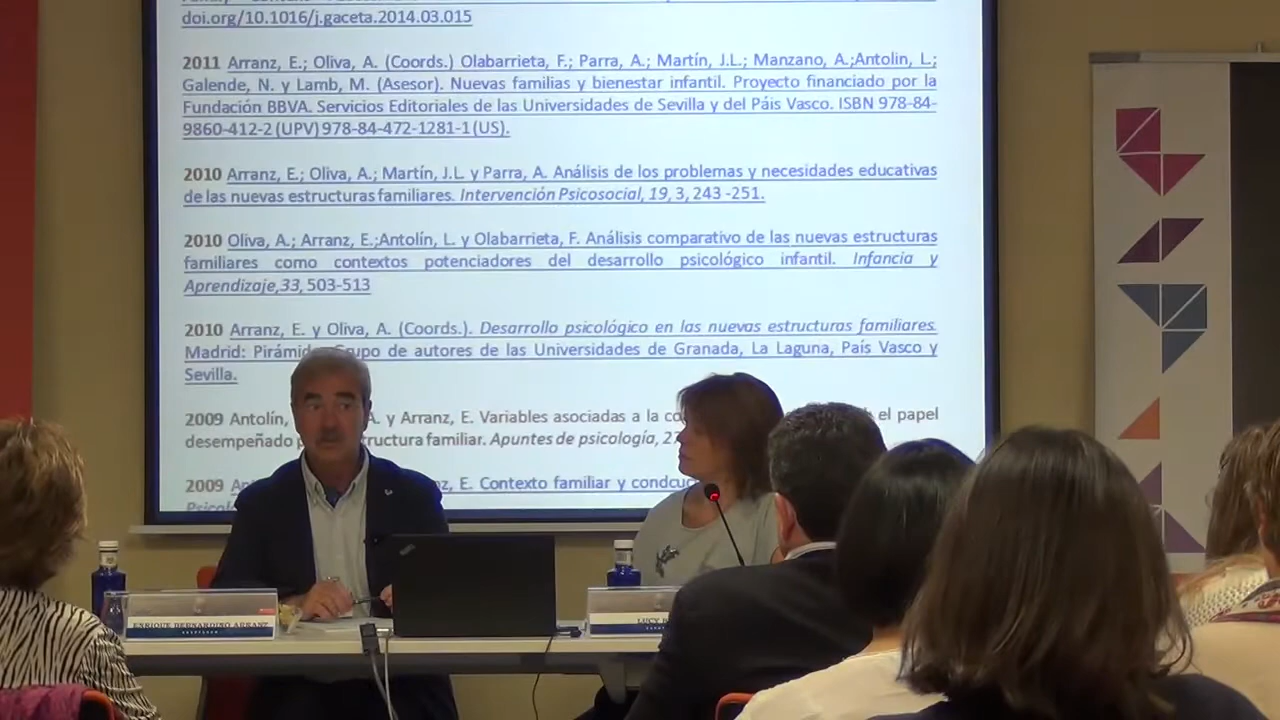 doi.org/10.1016/j.gaceta.2014.03.015
2011 Arranz, E.; Oliva, A. (Coords.) Olabarrieta, F.; Parra, A.; Martín, J.L.; Manzano, A.;Antolin, L.;
Galende, N. y Lamb, M. (Asesor). Nuevas familias y bienestar infantil. Proyecto financiado por la
Fundación BBVA. Servicios Editoriales de las Universidades de Sevilla y del Páis Vasco. ISBN 978-84-
9860-412-2 (UPV) 978-84-472-1281-1 (US).
2010 Arranz, E.; Oliva, A.; Martín, J.L. y Parra, A. Análisis de los problemas y necesidades educativas
de las nuevas estructuras familiares. Intervención Psicosocial, 19, 3, 243 -251.
2010 Oliva, A.; Arranz, E.;Antolín, L. y Olabarrieta, F. Análisis comparativo de las nuevas estructuras
familiares como contextos potenciadores del desarrollo psicológico infantil. Infancia y
Aprendizaje,33, 503-513
2010 Arranz, E. y Oliva, A. (Coords.). Desarrollo psicológico en las nuevas estructuras familiares.
Madrid: Grupo de autores de las Universidades de Granada, La Laguna, País Vasco y
Sevilla.
2009 Antolín, A. y Arranz, E. Variables asociadas a la el papel
desempeñado familiar. Apuntes de psicología,
2009 E. Contexto familiar y
ENRIQUE BERNARDINO ARRANZ
LUCY